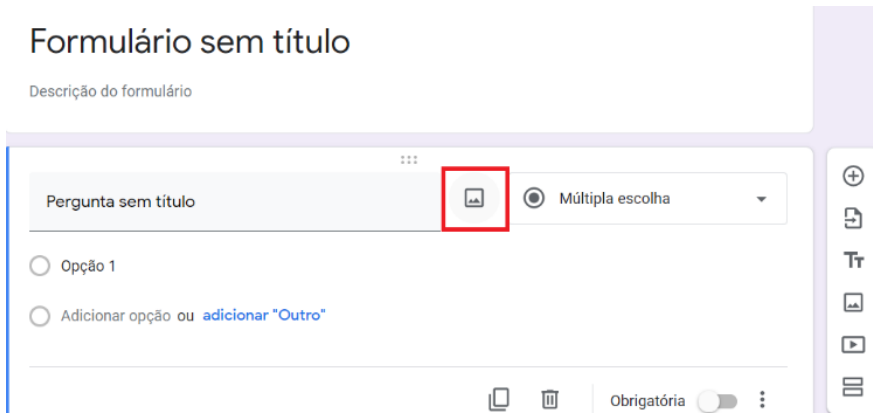 Formulário sem título
Descrição do formulário
Pergunta sem título
Múltipla escolha
Opção 1
Adicionar opção ou adicionar "Outro"
Obrigatória
Tт